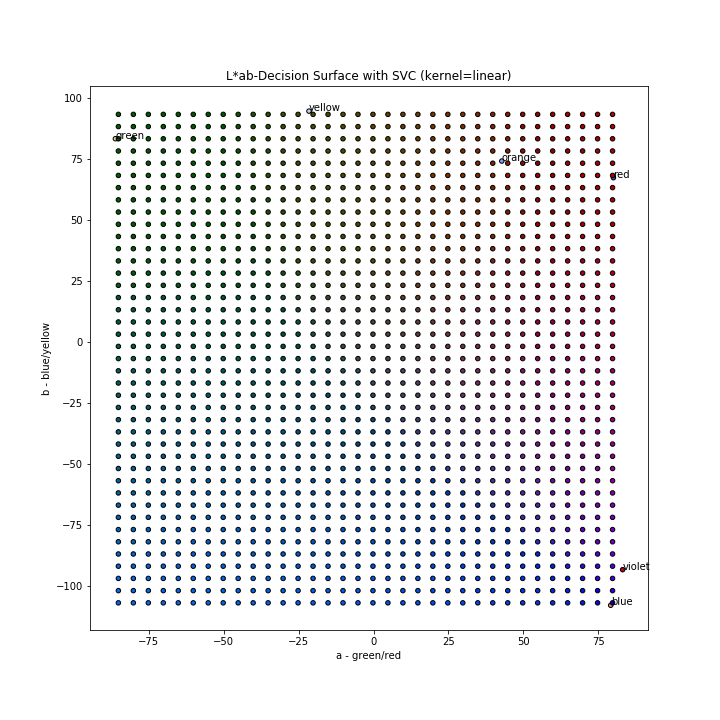 L*ab-Decision Surface with SVC (kernel=linear)
100
75
50
25
0
−25
−50
−75
−100
b - blue/yellow
yellow
green
orange
red
violet
blue
−75
−50
−25
0
25
50
75
a - green/red